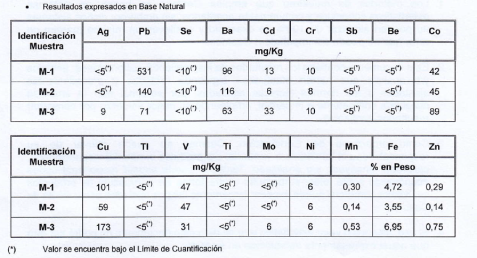 • Resultados expresados en Base Natural
Identificación Muestra Ag Pb Se Ba Cd Cr Sb Be Co
mg/Kg
M-1 <5(*) 531 <10(*) 96 13 10 <5(*) <5(*) 42
M-2 <5(*) 140 <10(*) 116 6 8 <5(*) <5(*) 45
M-3 9 71 <10(*) 63 33 10 <5(*) <5(*) 89
Identificación Muestra Cu Tl V Ti Mo Ni Mn Fe Zn
mg/Kg % en Peso
M-1 101 <5(*) 47 <5(*) <5(*) 6 0,30 4,72 0,29
M-2 59 <5(*) 47 <5(*) <5(*) 6 0,14 3,55 0,14
M-3 173 <5(*) 31 <5(*) 6 6 0,53 6,95 0,75
(*) Valor se encuentra bajo el Límite de Cuantificación